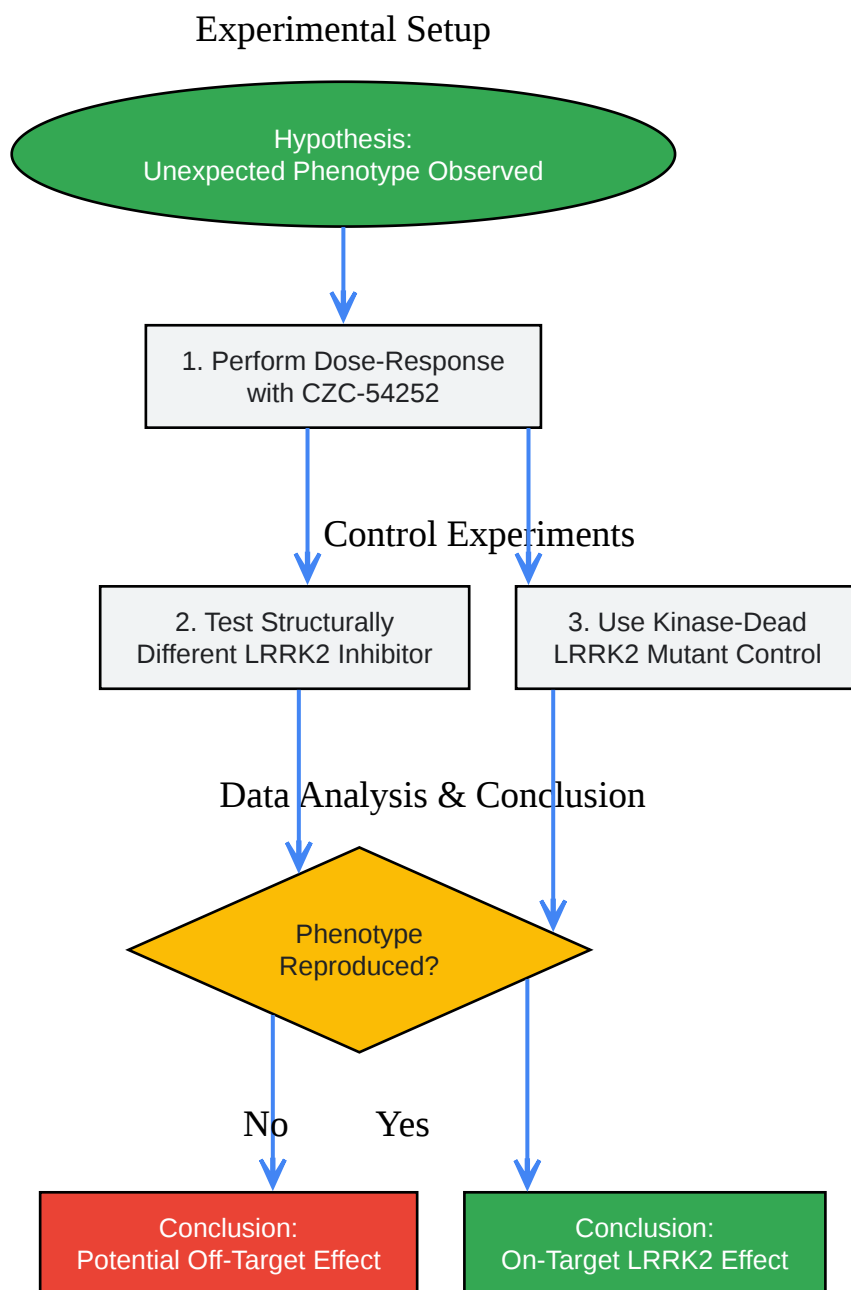 Experimental Setup
Hypothesis:
Unexpected Phenotype Observed
1. Perform Dose-Response
with CZC-54252
Control Experiments
2. Test Structurally
Different LRRK2 Inhibitor
3. Use Kinase-Dead
LRRK2 Mutant Control
Data Analysis & Conclusion
Phenotype
Reproduced?
No
Yes
Conclusion:
Potential Off-Target Effect
Conclusion:
On-Target LRRK2 Effect